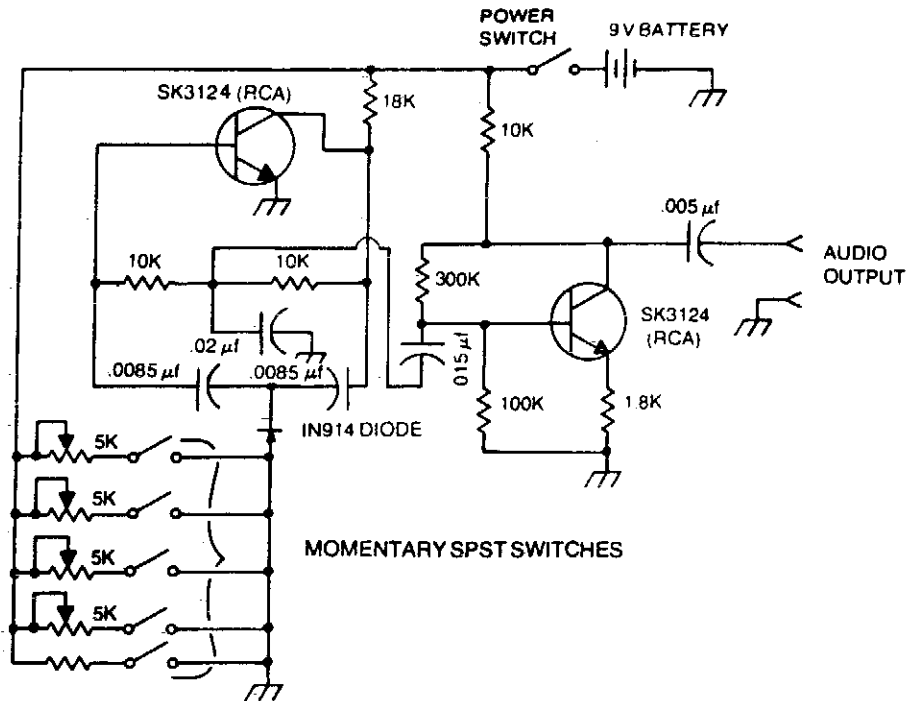 POWER
SWITCH
9V BATTERY
SK3124 (RCA)
18K
10K
.005 µf
AUDIO
OUTPUT
10K
10K
300K
SK3124
(RCA)
.02 µf
.015 µf
.0085 µf
.0085 µf
100K
1.8K
IN914 DIODE
5K
5K
MOMENTARY SPST SWITCHES
5K
5K